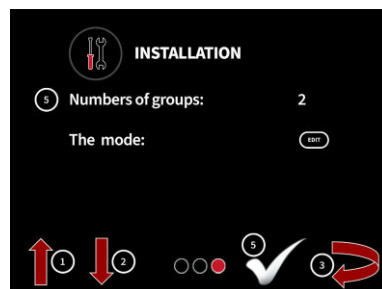 INSTALLATION
5 Numbers of groups: 2
The mode: EDIT
5
1 2 3